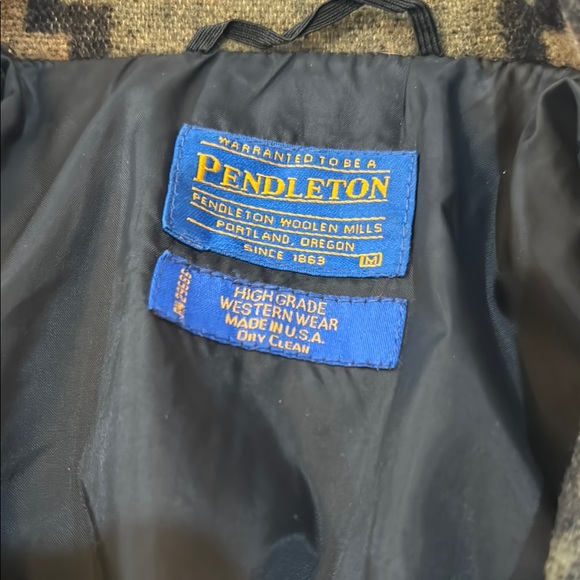 WARRANTED TO BE A
PENDLETON
PENDLETON WOOLEN MILLS
PORTLAND, OREGON
SINCE 1863
M
HIGH GRADE
WESTERN WEAR
MADE IN U.S.A.
DRY CLEAN